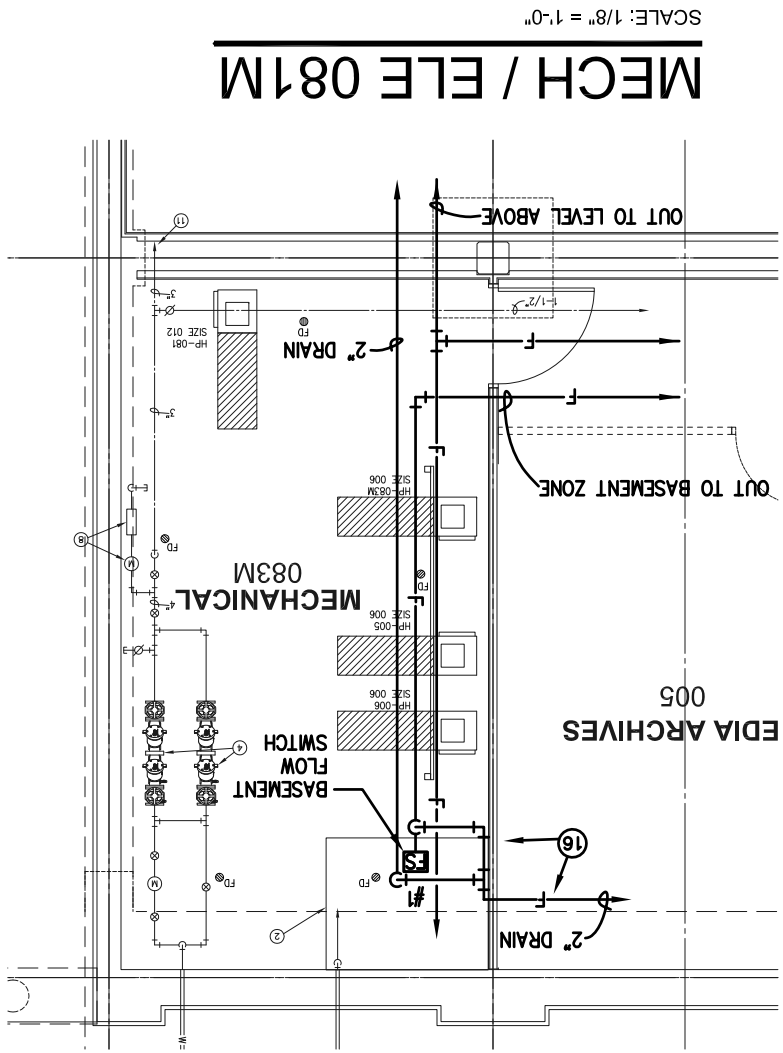 W
2" DRAIN
2
F
#1
FD
FD
M
FS
16
F
BASEMENT
FLOW
SWITCH
4
EDIA ARCHIVES
005
HP-006
SIZE 006
HP-005
SIZE 006
4"
F
MECHANICAL
083M
FD
FD
M
18
OUT TO BASEMENT ZONE
HP-083M
SIZE 006
F
3"
F
F
2" DRAIN
FD
HP-081
SIZE 012
1-1/2"
3"
OUT TO LEVEL ABOVE
11
MECH / ELE 081M
SCALE: 1/8" = 1'-0"